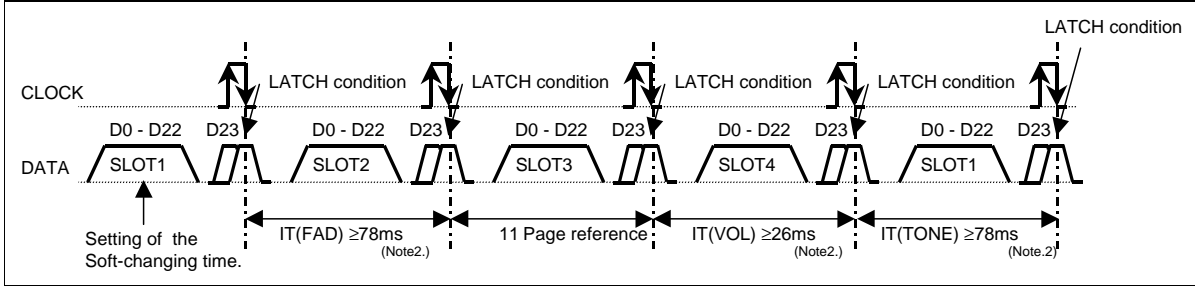 LATCH condition
CLOCK LATCH condition LATCH condition LATCH condition LATCH condition
D0 - D22 D23 D0 - D22 D23 D0 - D22 D23 D0 - D22 D23 D0 - D22 D23
DATA SLOT1 SLOT2 SLOT3 SLOT4 SLOT1
IT(FAD) ≥78ms 11 Page reference IT(VOL) ≥26ms IT(TONE) ≥78ms
(Note2.) (Note2.) (Note.2)
Setting of the
Soft-changing time.